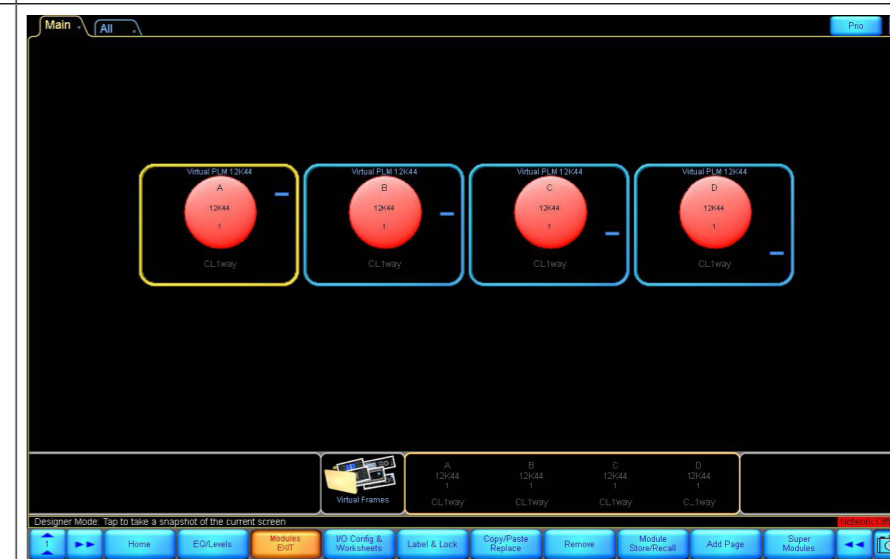 Main
All
Prio
Virtual PLM 12K44
A
12K44
1
CL1way
Virtual PLM 12K44
B
12K44
1
CL1way
Virtual PLM 12K44
C
12K44
1
CL1way
Virtual PLM 12K44
D
12K44
1
CL1way
Virtual Frames
A
12K44
1
CL1way
B
12K44
1
CL1way
C
12K44
1
CL1way
D
12K44
1
CL1way
Designer Mode: Tap to take a snapshot of the current screen
Network
1
Home
EQ/Levels
Modules
EXIT
I/O Config &
Worksheets
Label & Lock
Copy/Paste
Replace
Remove
Module
Store/Recall
Add Page
Super
Modules